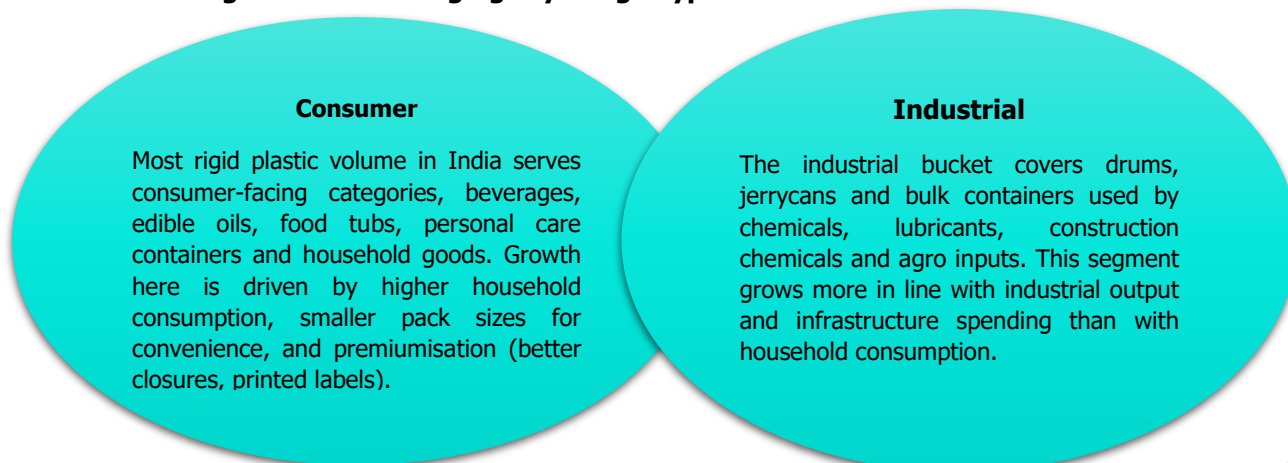 Consumer
Most rigid plastic volume in India serves
consumer-facing categories, beverages,
edible oils, food tubs, personal care
containers and household goods. Growth
here is driven by higher household
consumption, smaller pack sizes for
convenience, and premiumisation (better
closures, printed labels).
Industrial
The industrial bucket covers drums,
jerrycans and bulk containers used by
chemicals, lubricants, construction
chemicals and agro inputs. This segment
grows more in line with industrial output
and infrastructure spending than with
household consumption.